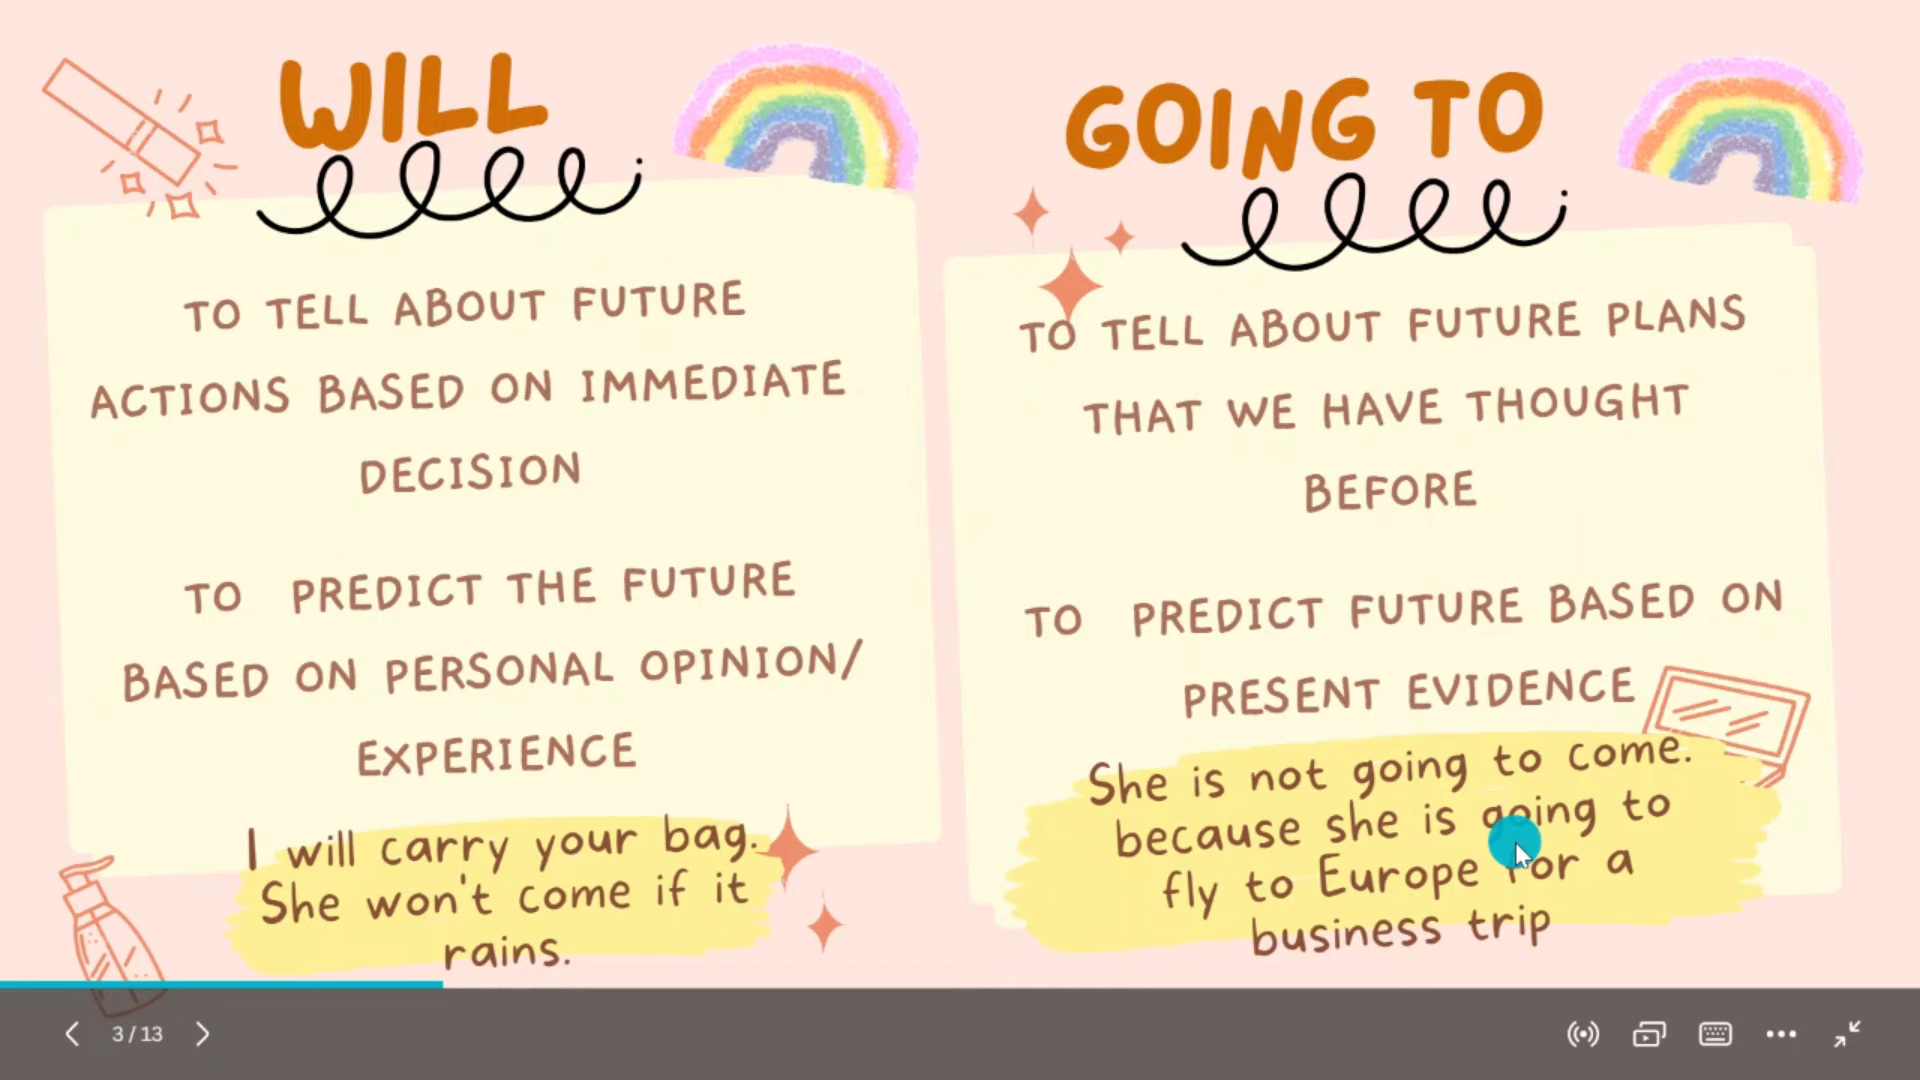 WILL
TO TELL ABOUT FUTURE
ACTIONS BASED ON IMMEDIATE
DECISION
TO PREDICT THE FUTURE
BASED ON PERSONAL OPINION/
EXPERIENCE
I will carry your bag.
She won't come if it
rains.
GOING TO
TO TELL ABOUT FUTURE PLANS
THAT WE HAVE THOUGHT
BEFORE
TO PREDICT FUTURE BASED ON
PRESENT EVIDENCE
She is not going to come.
because she is going to
fly to Europe for a
business trip
3 / 13